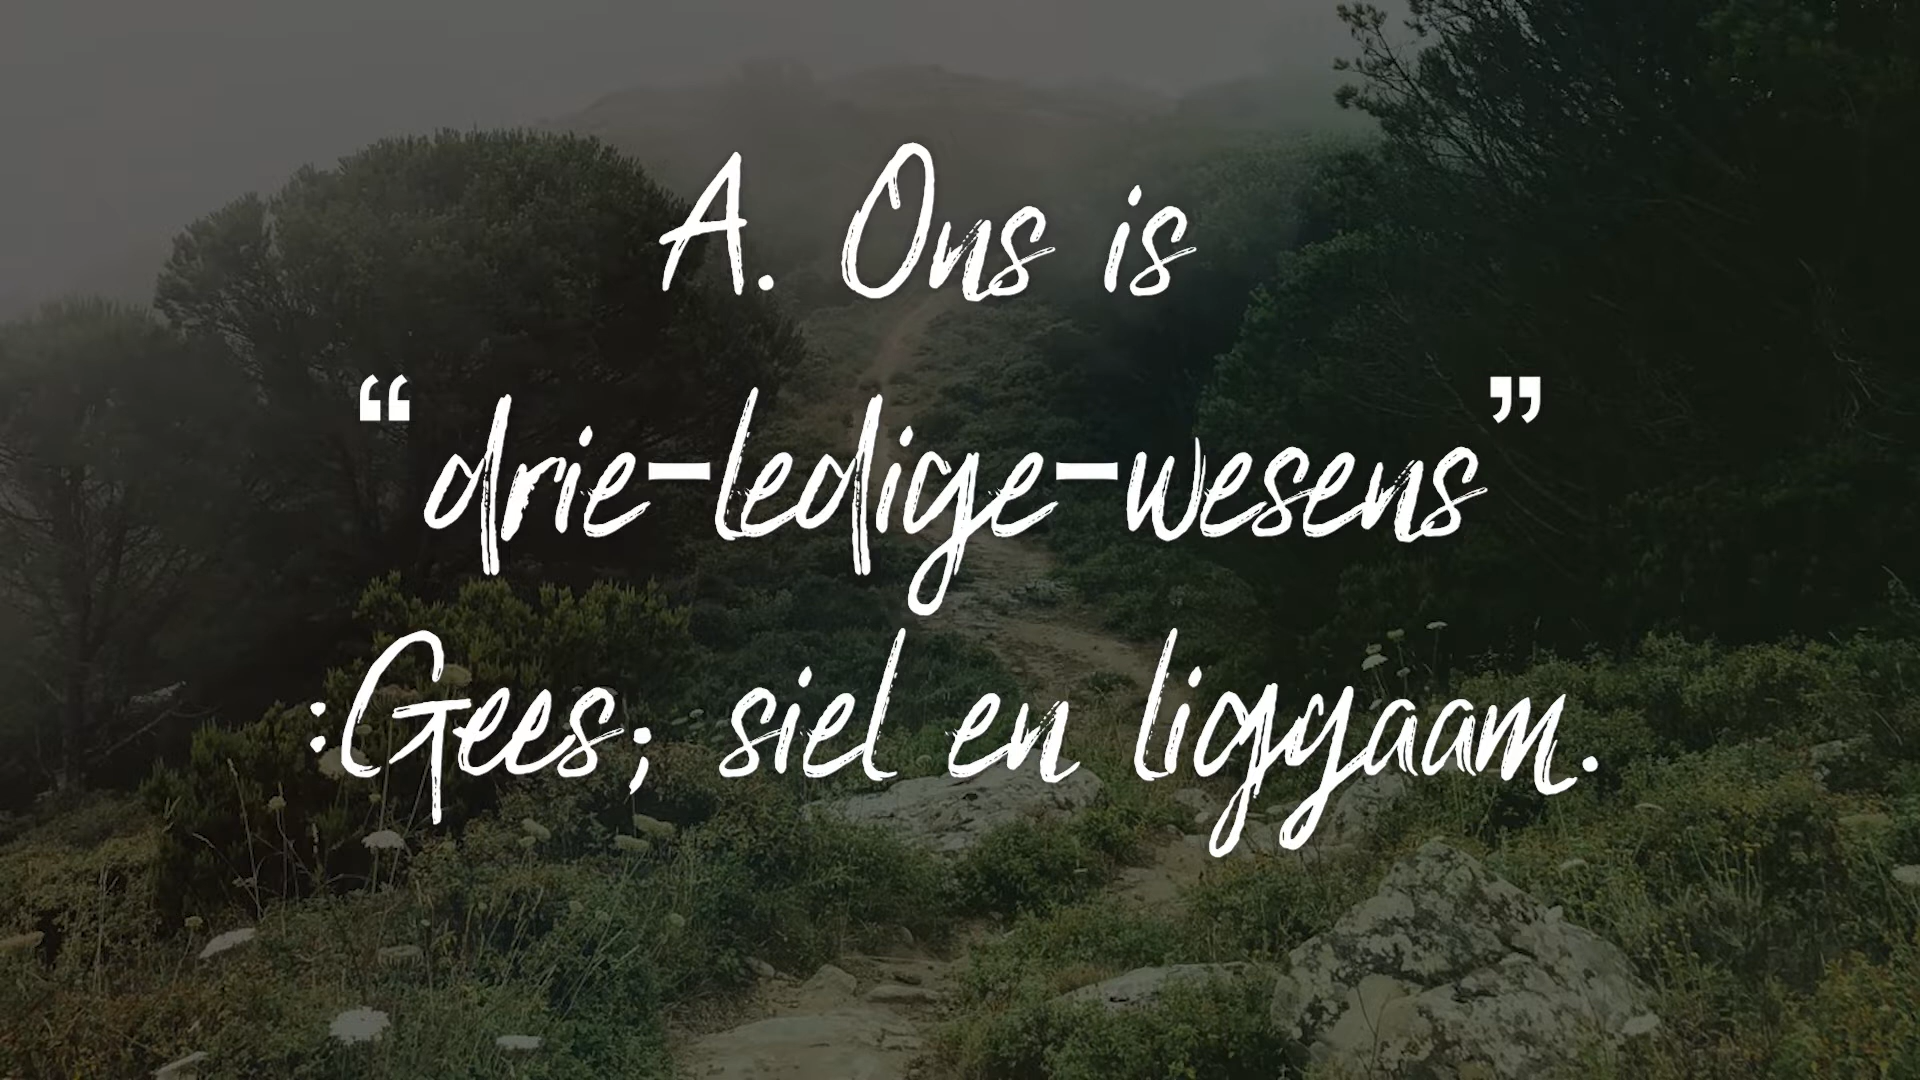 A. Ons is
“drie-ledige-wesens”
:Gees; siel en liggaam.